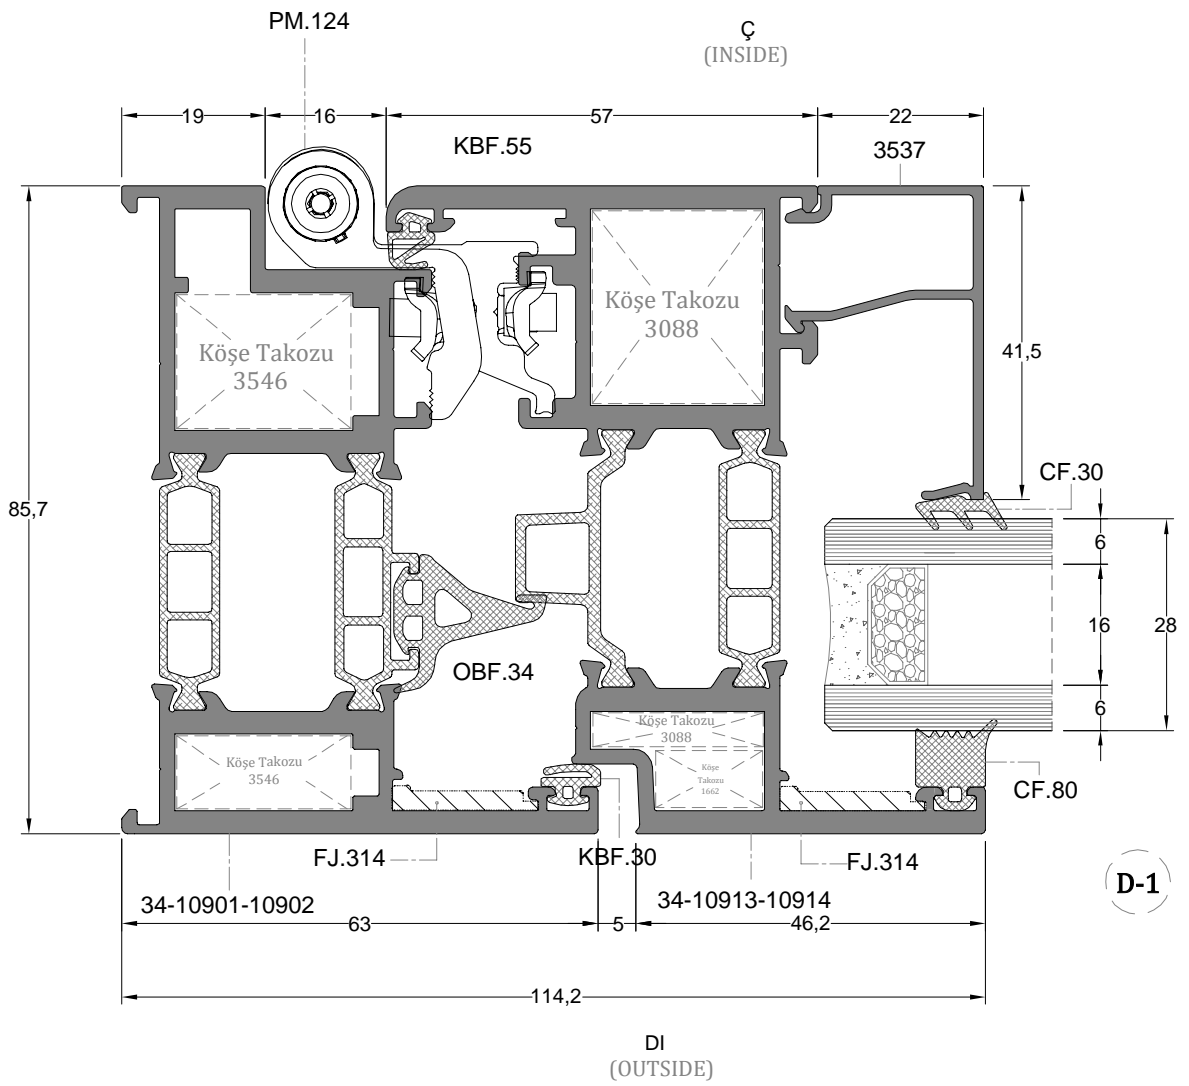 PM.124
Ç
(INSIDE)
19
16
57
22
KBF.55
3537
Köşe Takozu
3088
Köşe Takozu
3546
41,5
85,7
CF.30
6
16
28
6
OBF.34
Köşe Takozu
3088
Köşe Takozu
3546
Köşe
Takozu
1662
CF.80
FJ.314
KBF.30
FJ.314
34-10901-10902
34-10913-10914
D-1
63
5
46,2
114,2
DI
(OUTSIDE)